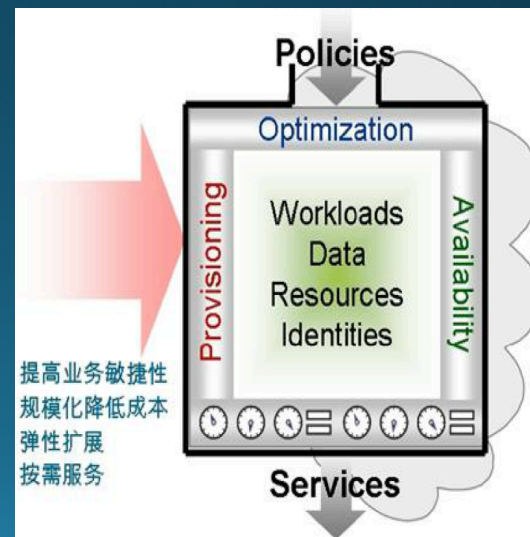 Policies
Optimization
Provisioning
Workloads
Data
Resources
Identities
Availability
提高业务敏捷性
规模化降低成本
弹性扩展
按需服务
Services